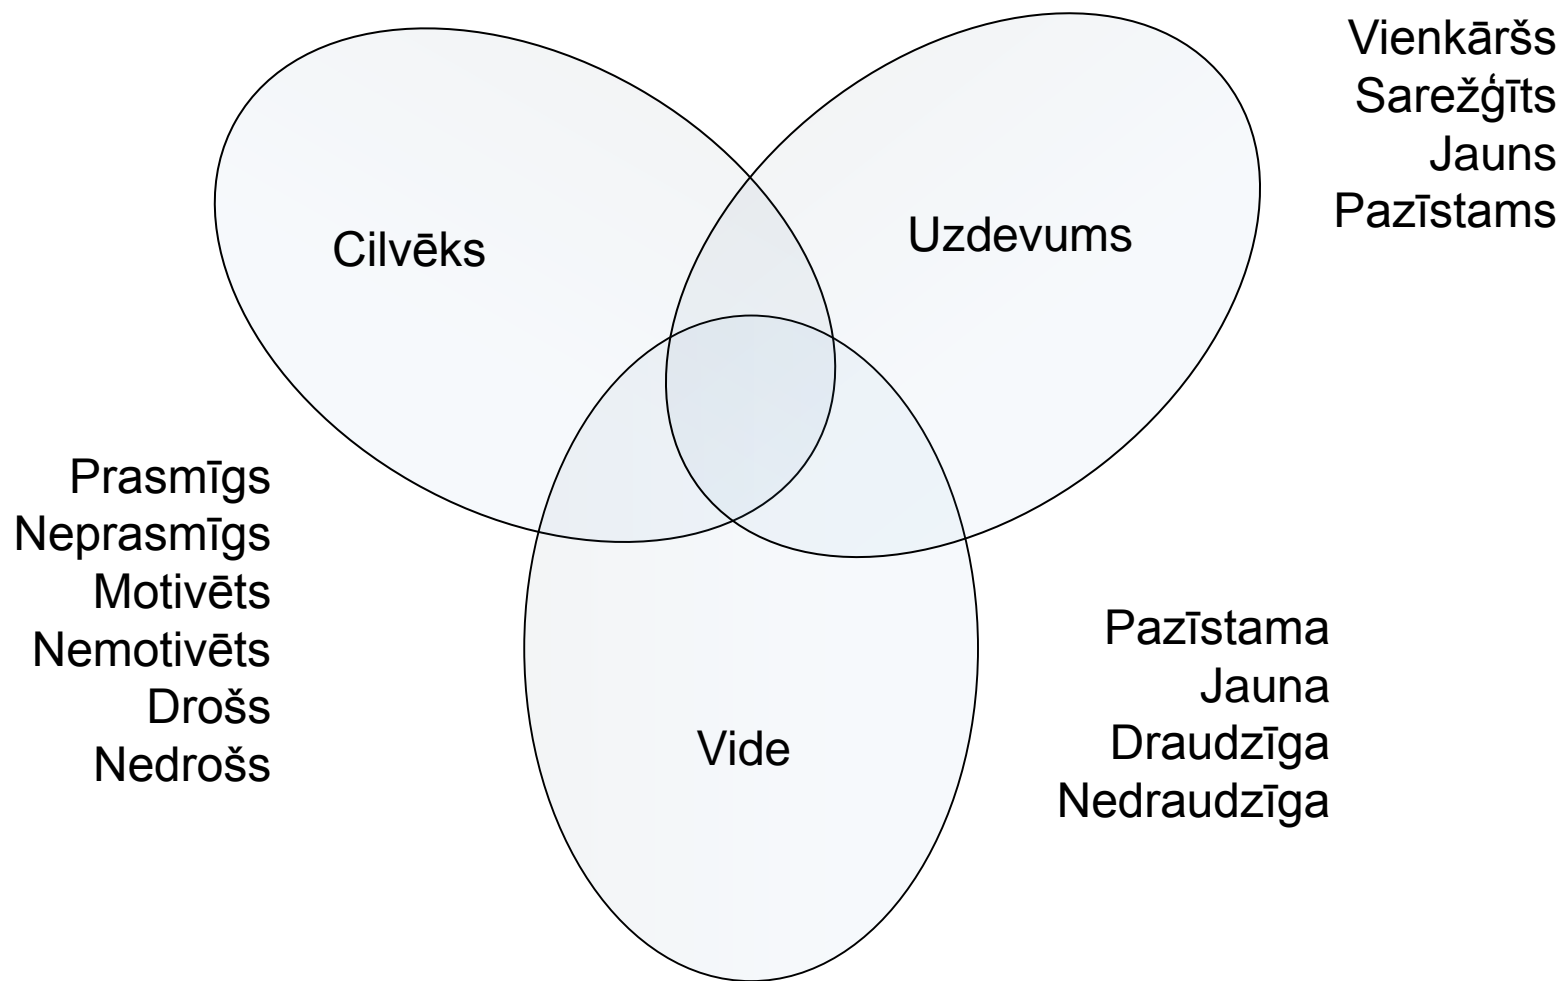 Vienkāršs
Sarežģīts
Jauns
Pazīstams
Cilvēks
Uzdevums
Prasmīgs
Neprasmīgs
Motivēts
Nemotivēts
Drošs
Nedrošs
Vide
Pazīstama
Jauna
Draudzīga
Nedraudzīga